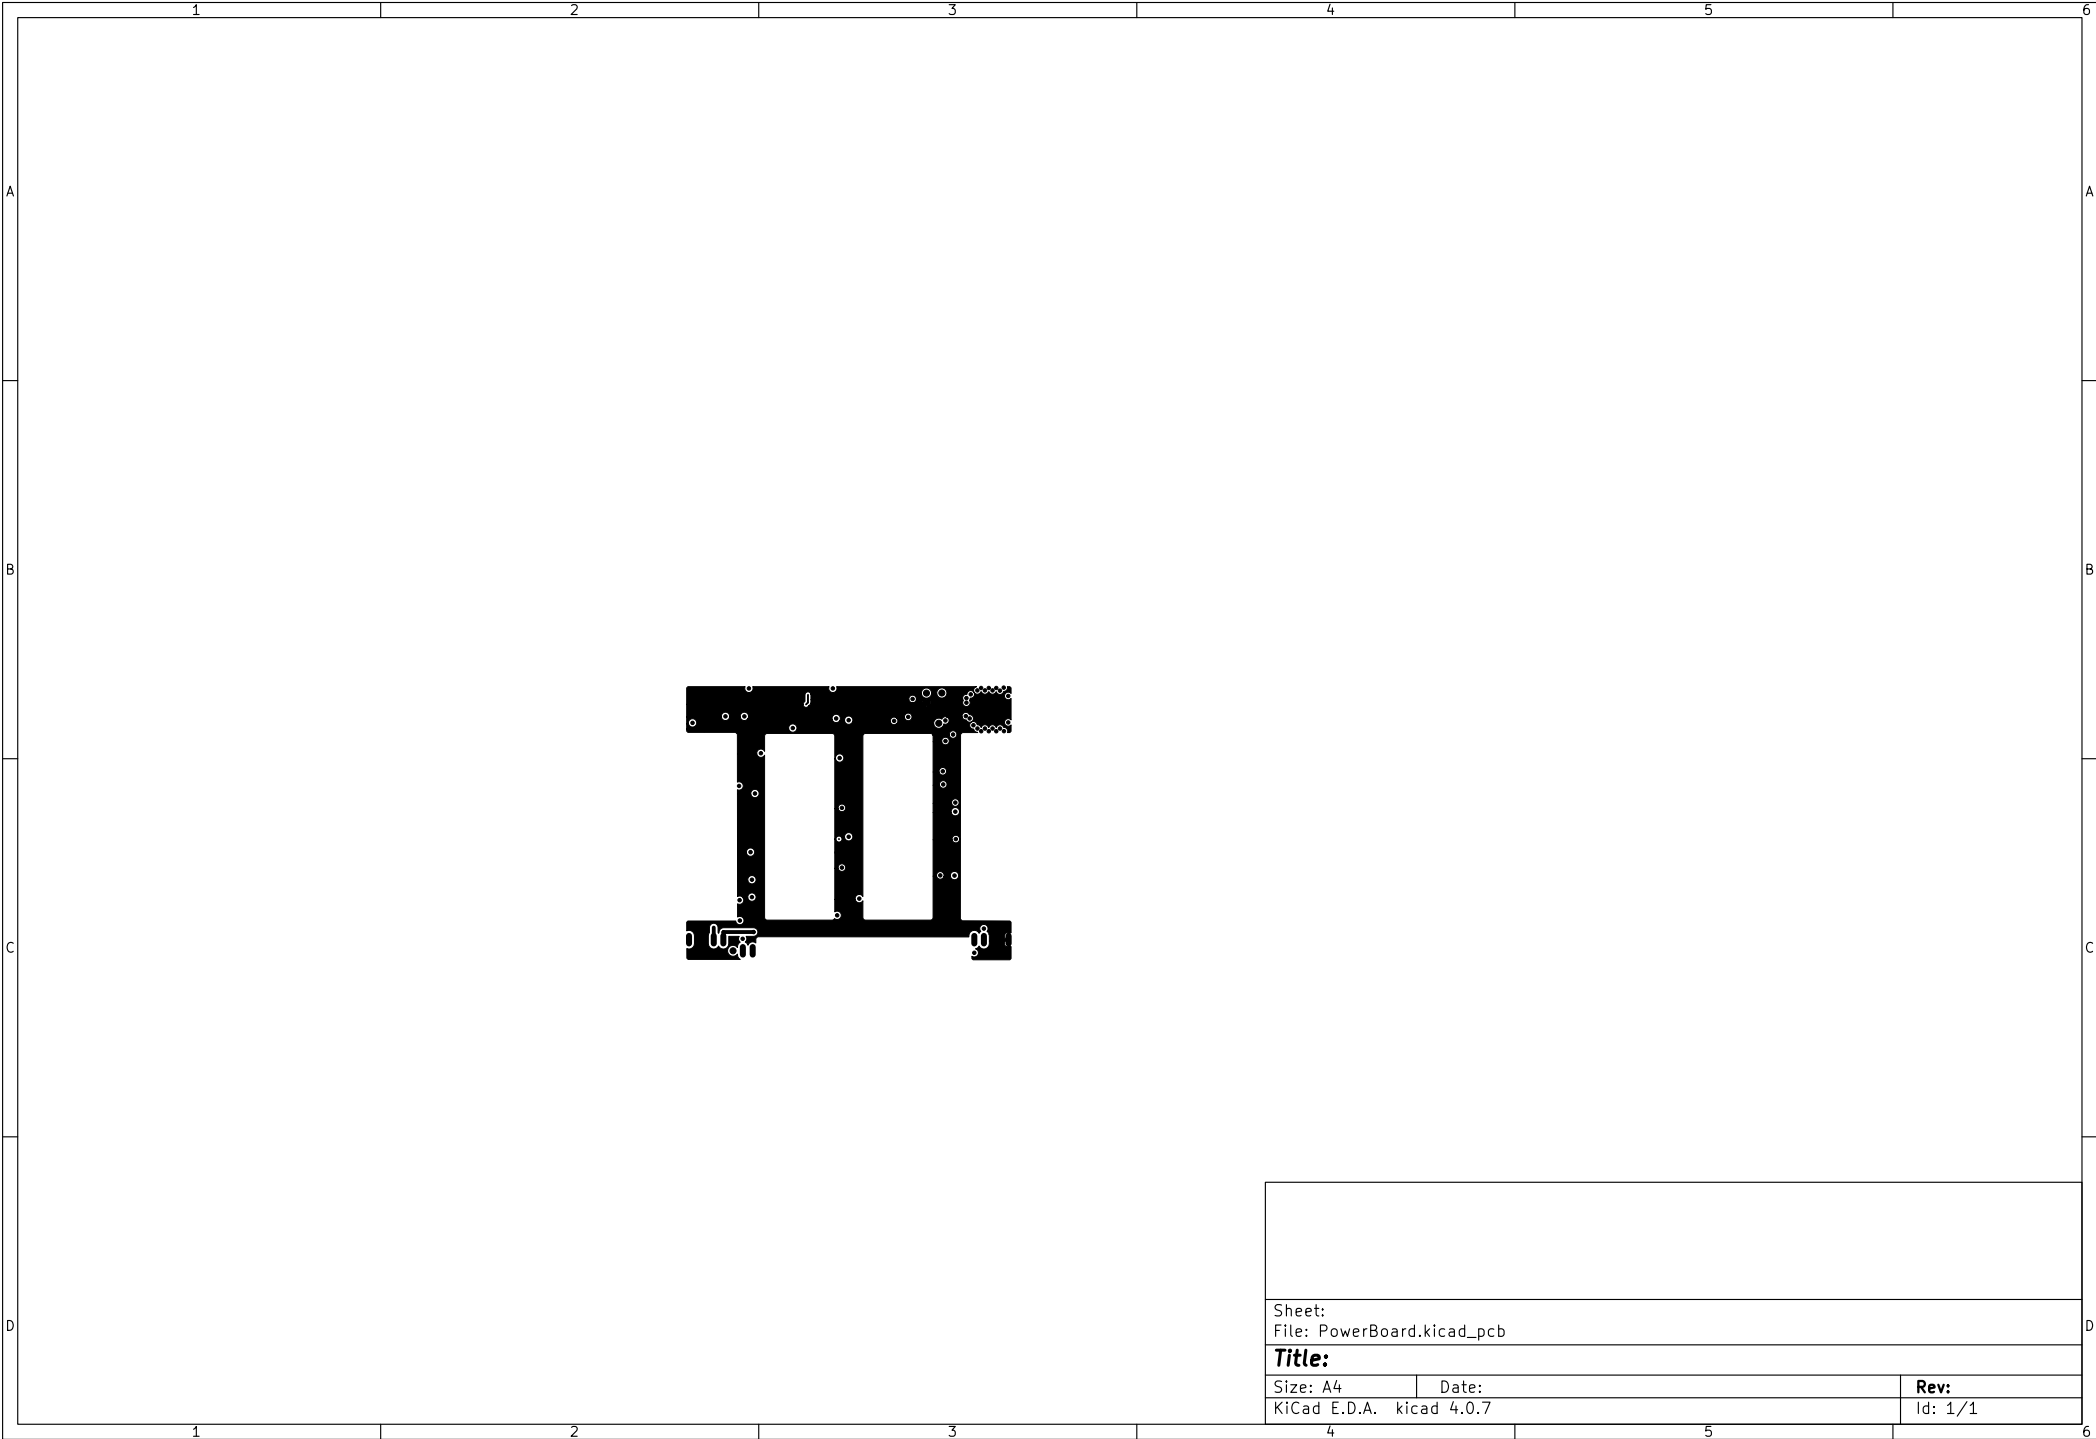 1 2 3 4 5 6
A A
B B
C C
Sheet:
File: PowerBoard.kicad_pcb
D D
Title:
Size: A4 Date: Rev:
KiCad E.D.A. kicad 4.0.7 Id: 1/1
1 2 3 4 5 6